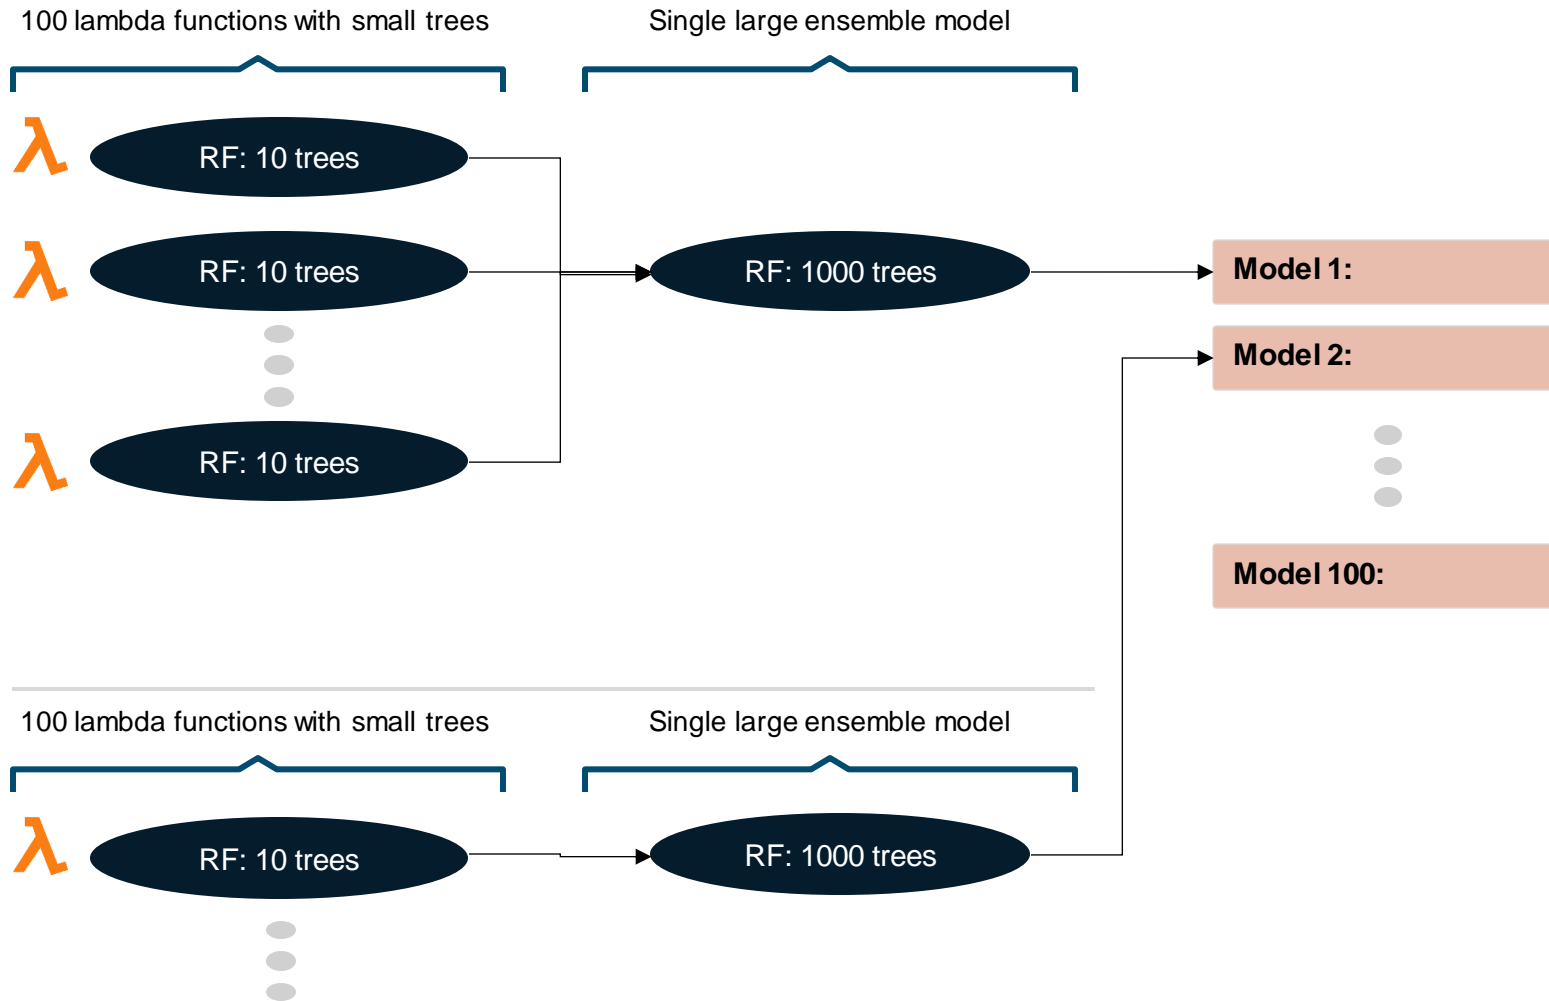 100 lambda functions with small trees
Single large ensemble model
λ
RF: 10 trees
λ
RF: 10 trees
RF: 1000 trees
Model 1:
Model 2:
λ
RF: 10 trees
Model 100:
100 lambda functions with small trees
Single large ensemble model
λ
RF: 10 trees
RF: 1000 trees